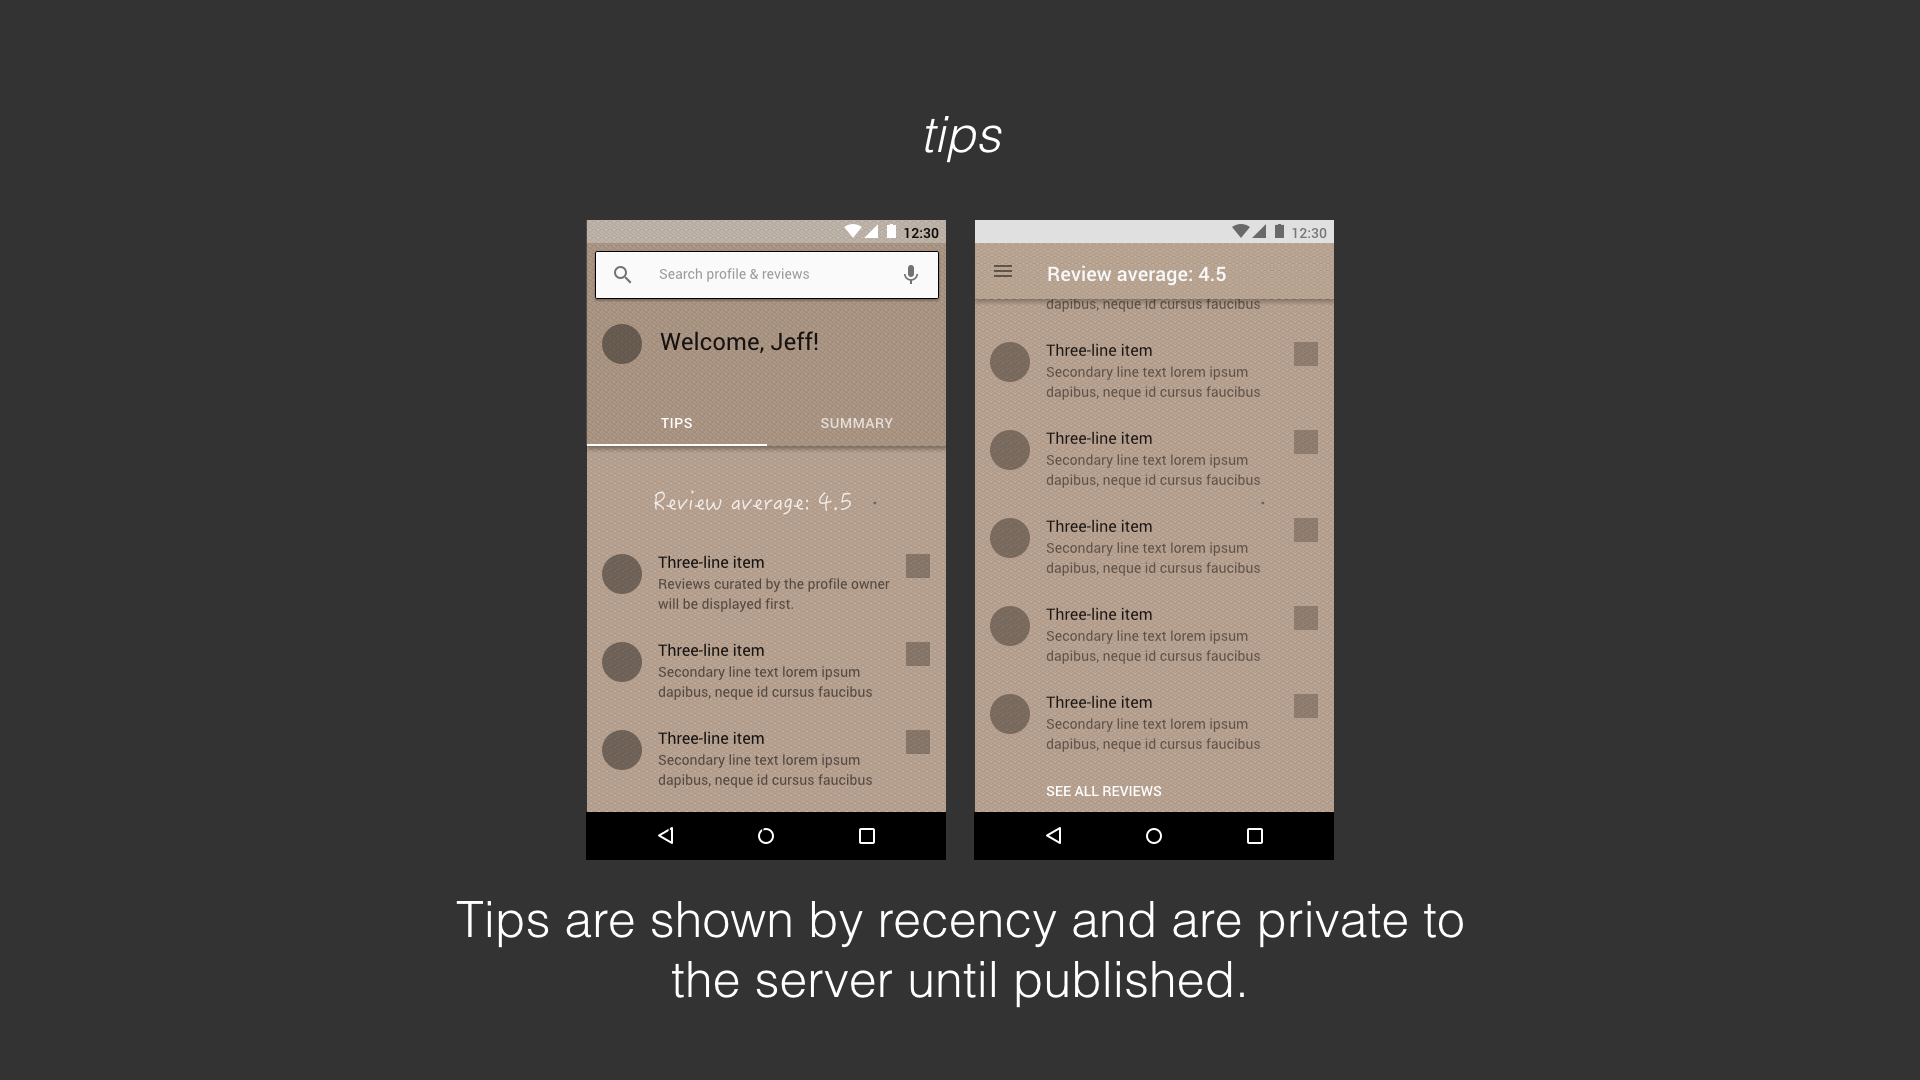 tips
12:30
Search profile & reviews
Welcome, Jeff!
TIPS
SUMMARY
Review average: 4.5
Three-line item
Reviews curated by the profile owner
will be displayed first.
Three-line item
Secondary line text lorem ipsum
dapibus, neque id cursus faucibus
Three-line item
Secondary line text lorem ipsum
dapibus, neque id cursus faucibus
12:30
Review average: 4.5
dapibus, neque id cursus faucibus
Three-line item
Secondary line text lorem ipsum
dapibus, neque id cursus faucibus
Three-line item
Secondary line text lorem ipsum
dapibus, neque id cursus faucibus
Three-line item
Secondary line text lorem ipsum
dapibus, neque id cursus faucibus
Three-line item
Secondary line text lorem ipsum
dapibus, neque id cursus faucibus
Three-line item
Secondary line text lorem ipsum
dapibus, neque id cursus faucibus
SEE ALL REVIEWS
Tips are shown by recency and are private to
the server until published.